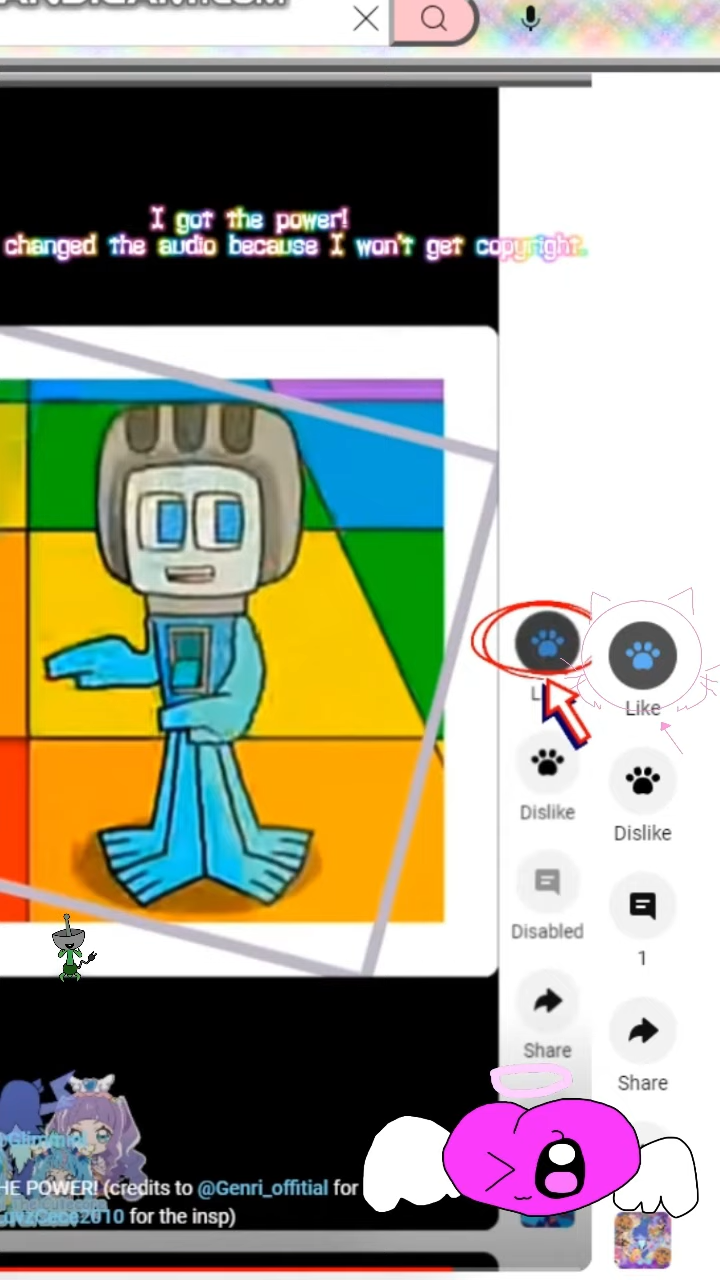 I got the power!
changed the audio because I won't get copyright.
Like
Dislike
Dislike
Disabled
1
Share
Share
HE POWER! (credits to @Genri_offitial for
for the insp)